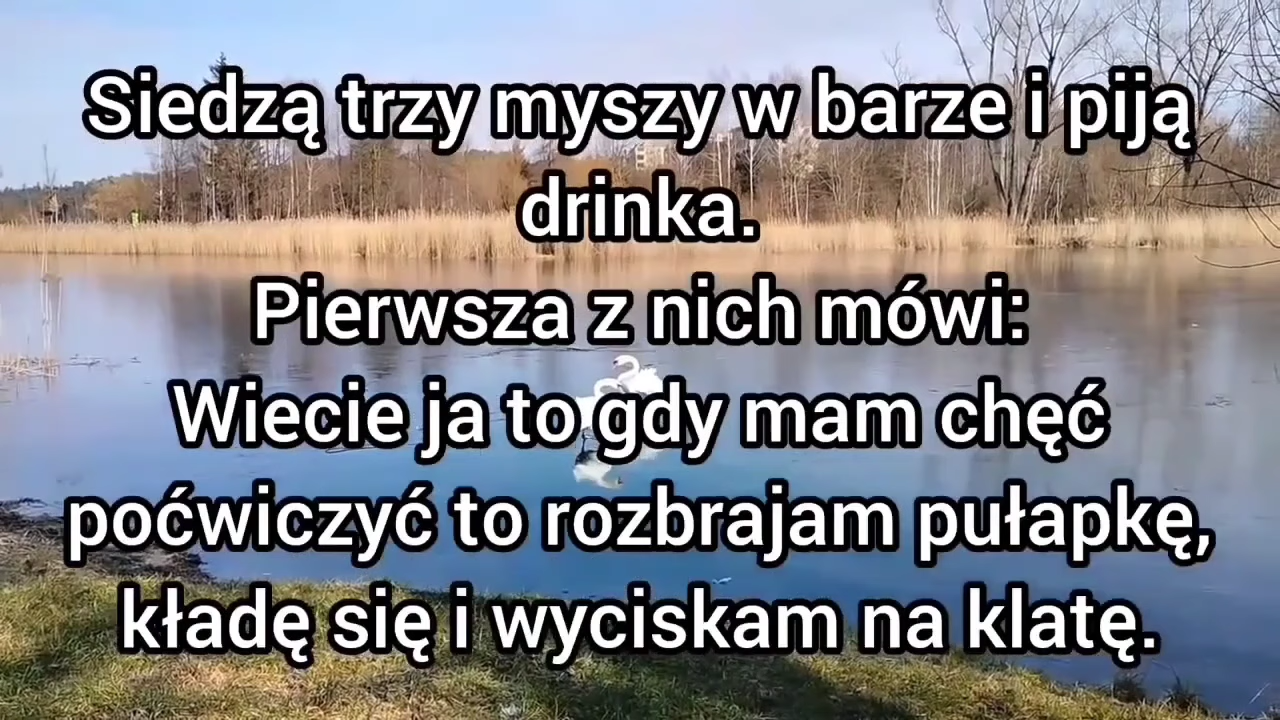 Siedzą trzy myszy w barze i piją
drinka.
Pierwsza z nich mówi:
Wiecie ja to gdy mam chęć
poćwiczyć to rozbrajam pułapkę,
kładę się i wyciskam na klatę.